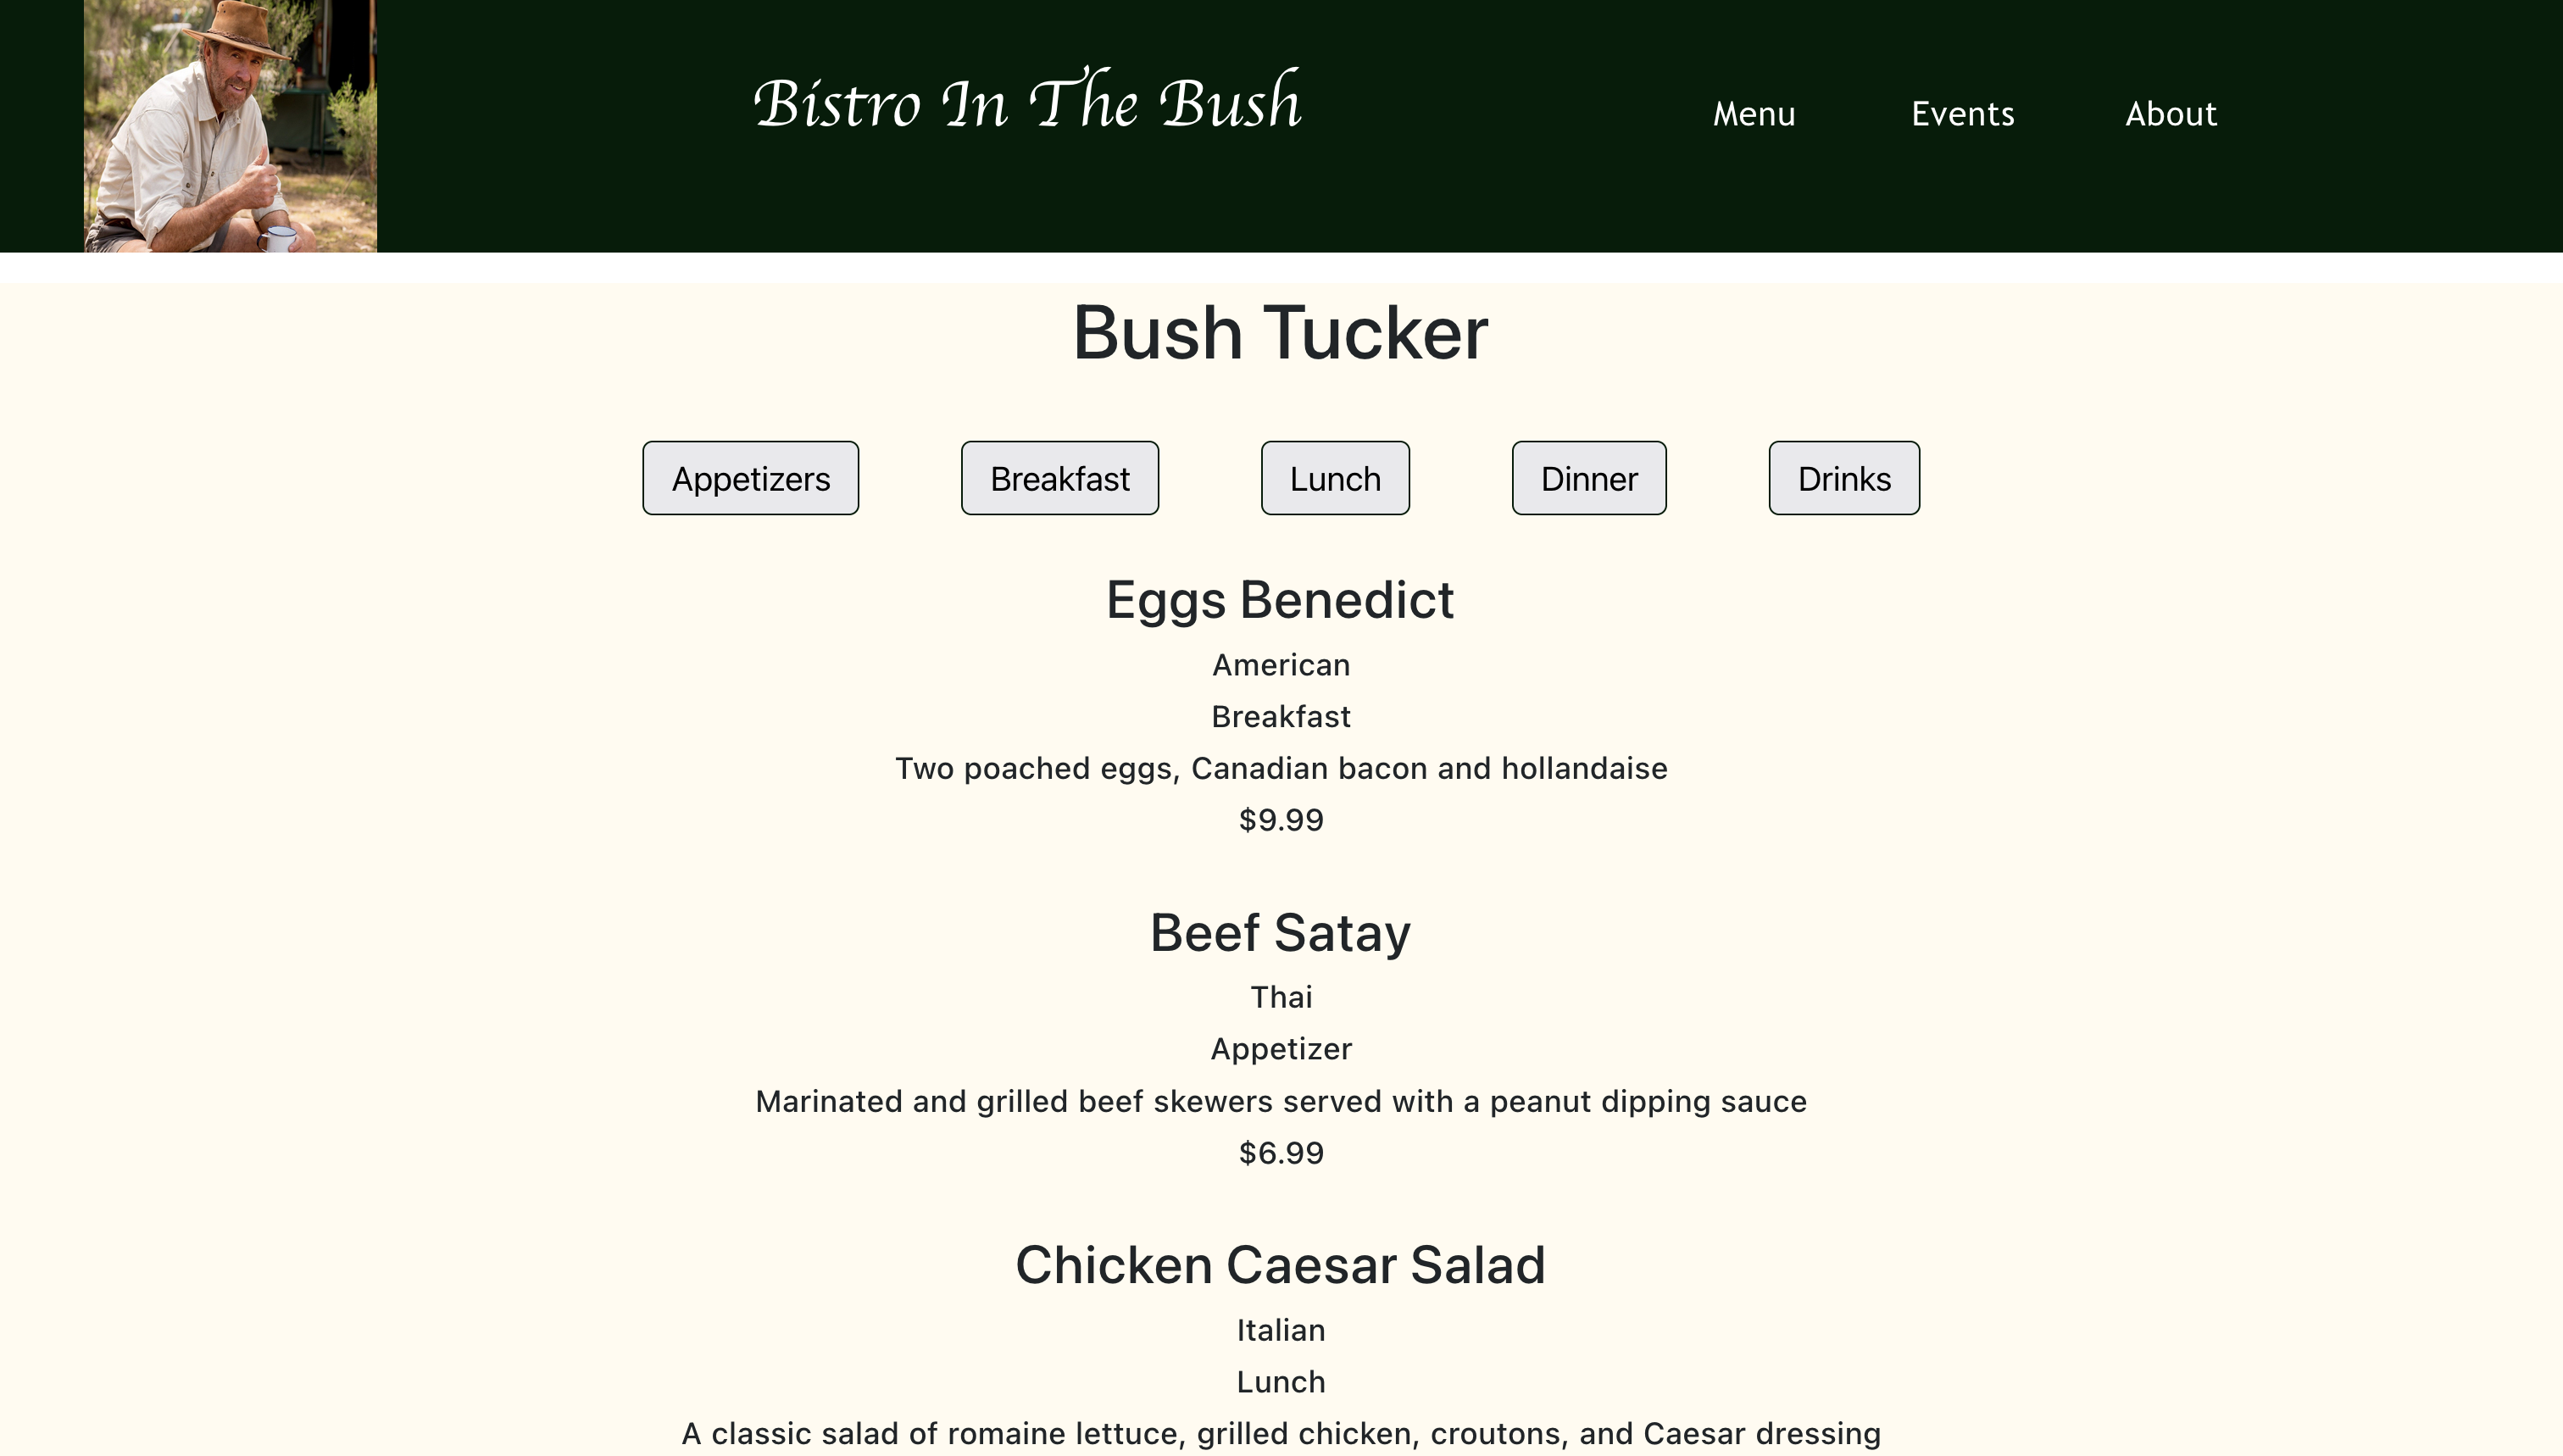 Bistro In The Bush
Menu Events About
Bush Tucker
Appetizers Breakfast Lunch Dinner Drinks
Eggs Benedict
American
Breakfast
Two poached eggs, Canadian bacon and hollandaise
$9.99
Beef Satay
Thai
Appetizer
Marinated and grilled beef skewers served with a peanut dipping sauce
$6.99
Chicken Caesar Salad
Italian
Lunch
A classic salad of romaine lettuce, grilled chicken, croutons, and Caesar dressing